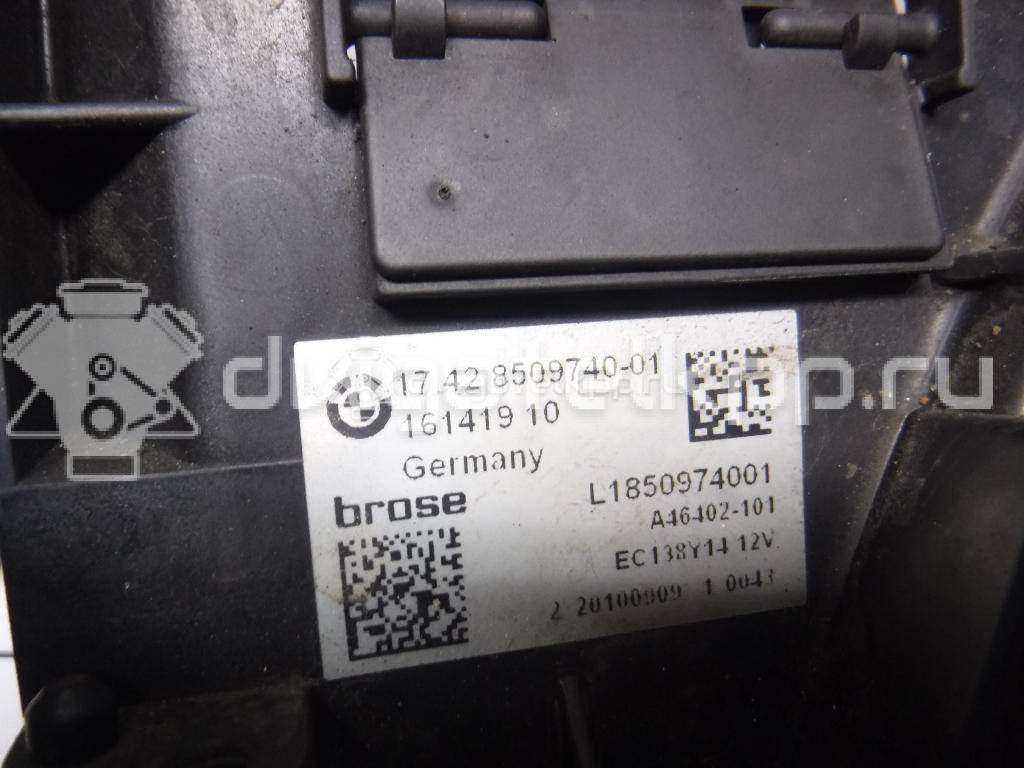 17 42 8509740-01
161419 10
Germany
brose
L1850974001
A46402-101
EC138Y14 12V
2 20100909 1 0043